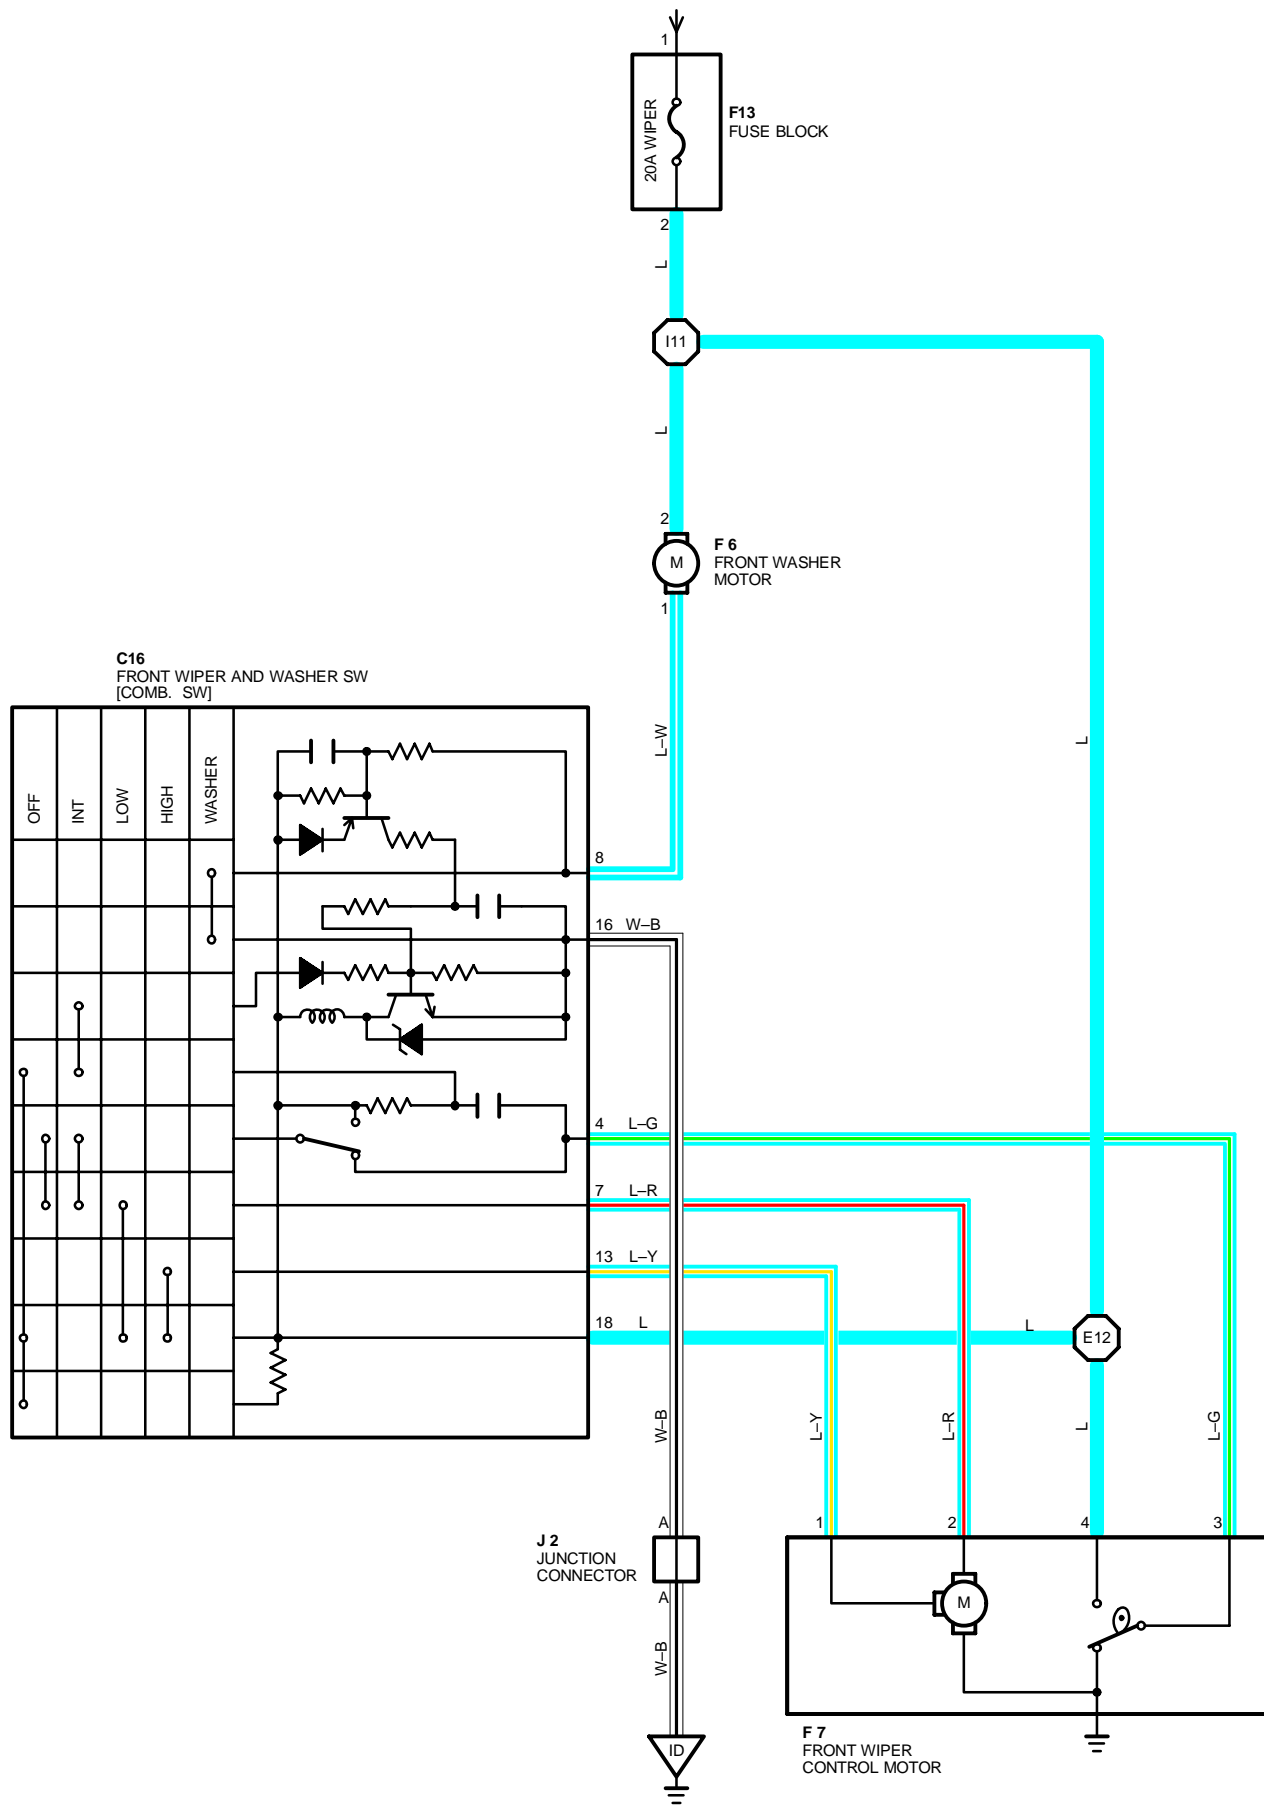 1
20A WIPER
F13
FUSE BLOCK
2
L
I11
L
L
2
M
F 6
FRONT WASHER
MOTOR
1
L–W
C16
FRONT WIPER AND WASHER SW
[COMB. SW]
OFF
INT
LOW
HIGH
WASHER
8
16 W–B
4 L–G
7 L–R
13 L–Y
18 L
L
E12
W–B
L–Y
L–R
L
L–G
A
1
2
4
3
J 2
JUNCTION
CONNECTOR
A
M
W–B
ID
F 7
FRONT WIPER
CONTROL MOTOR